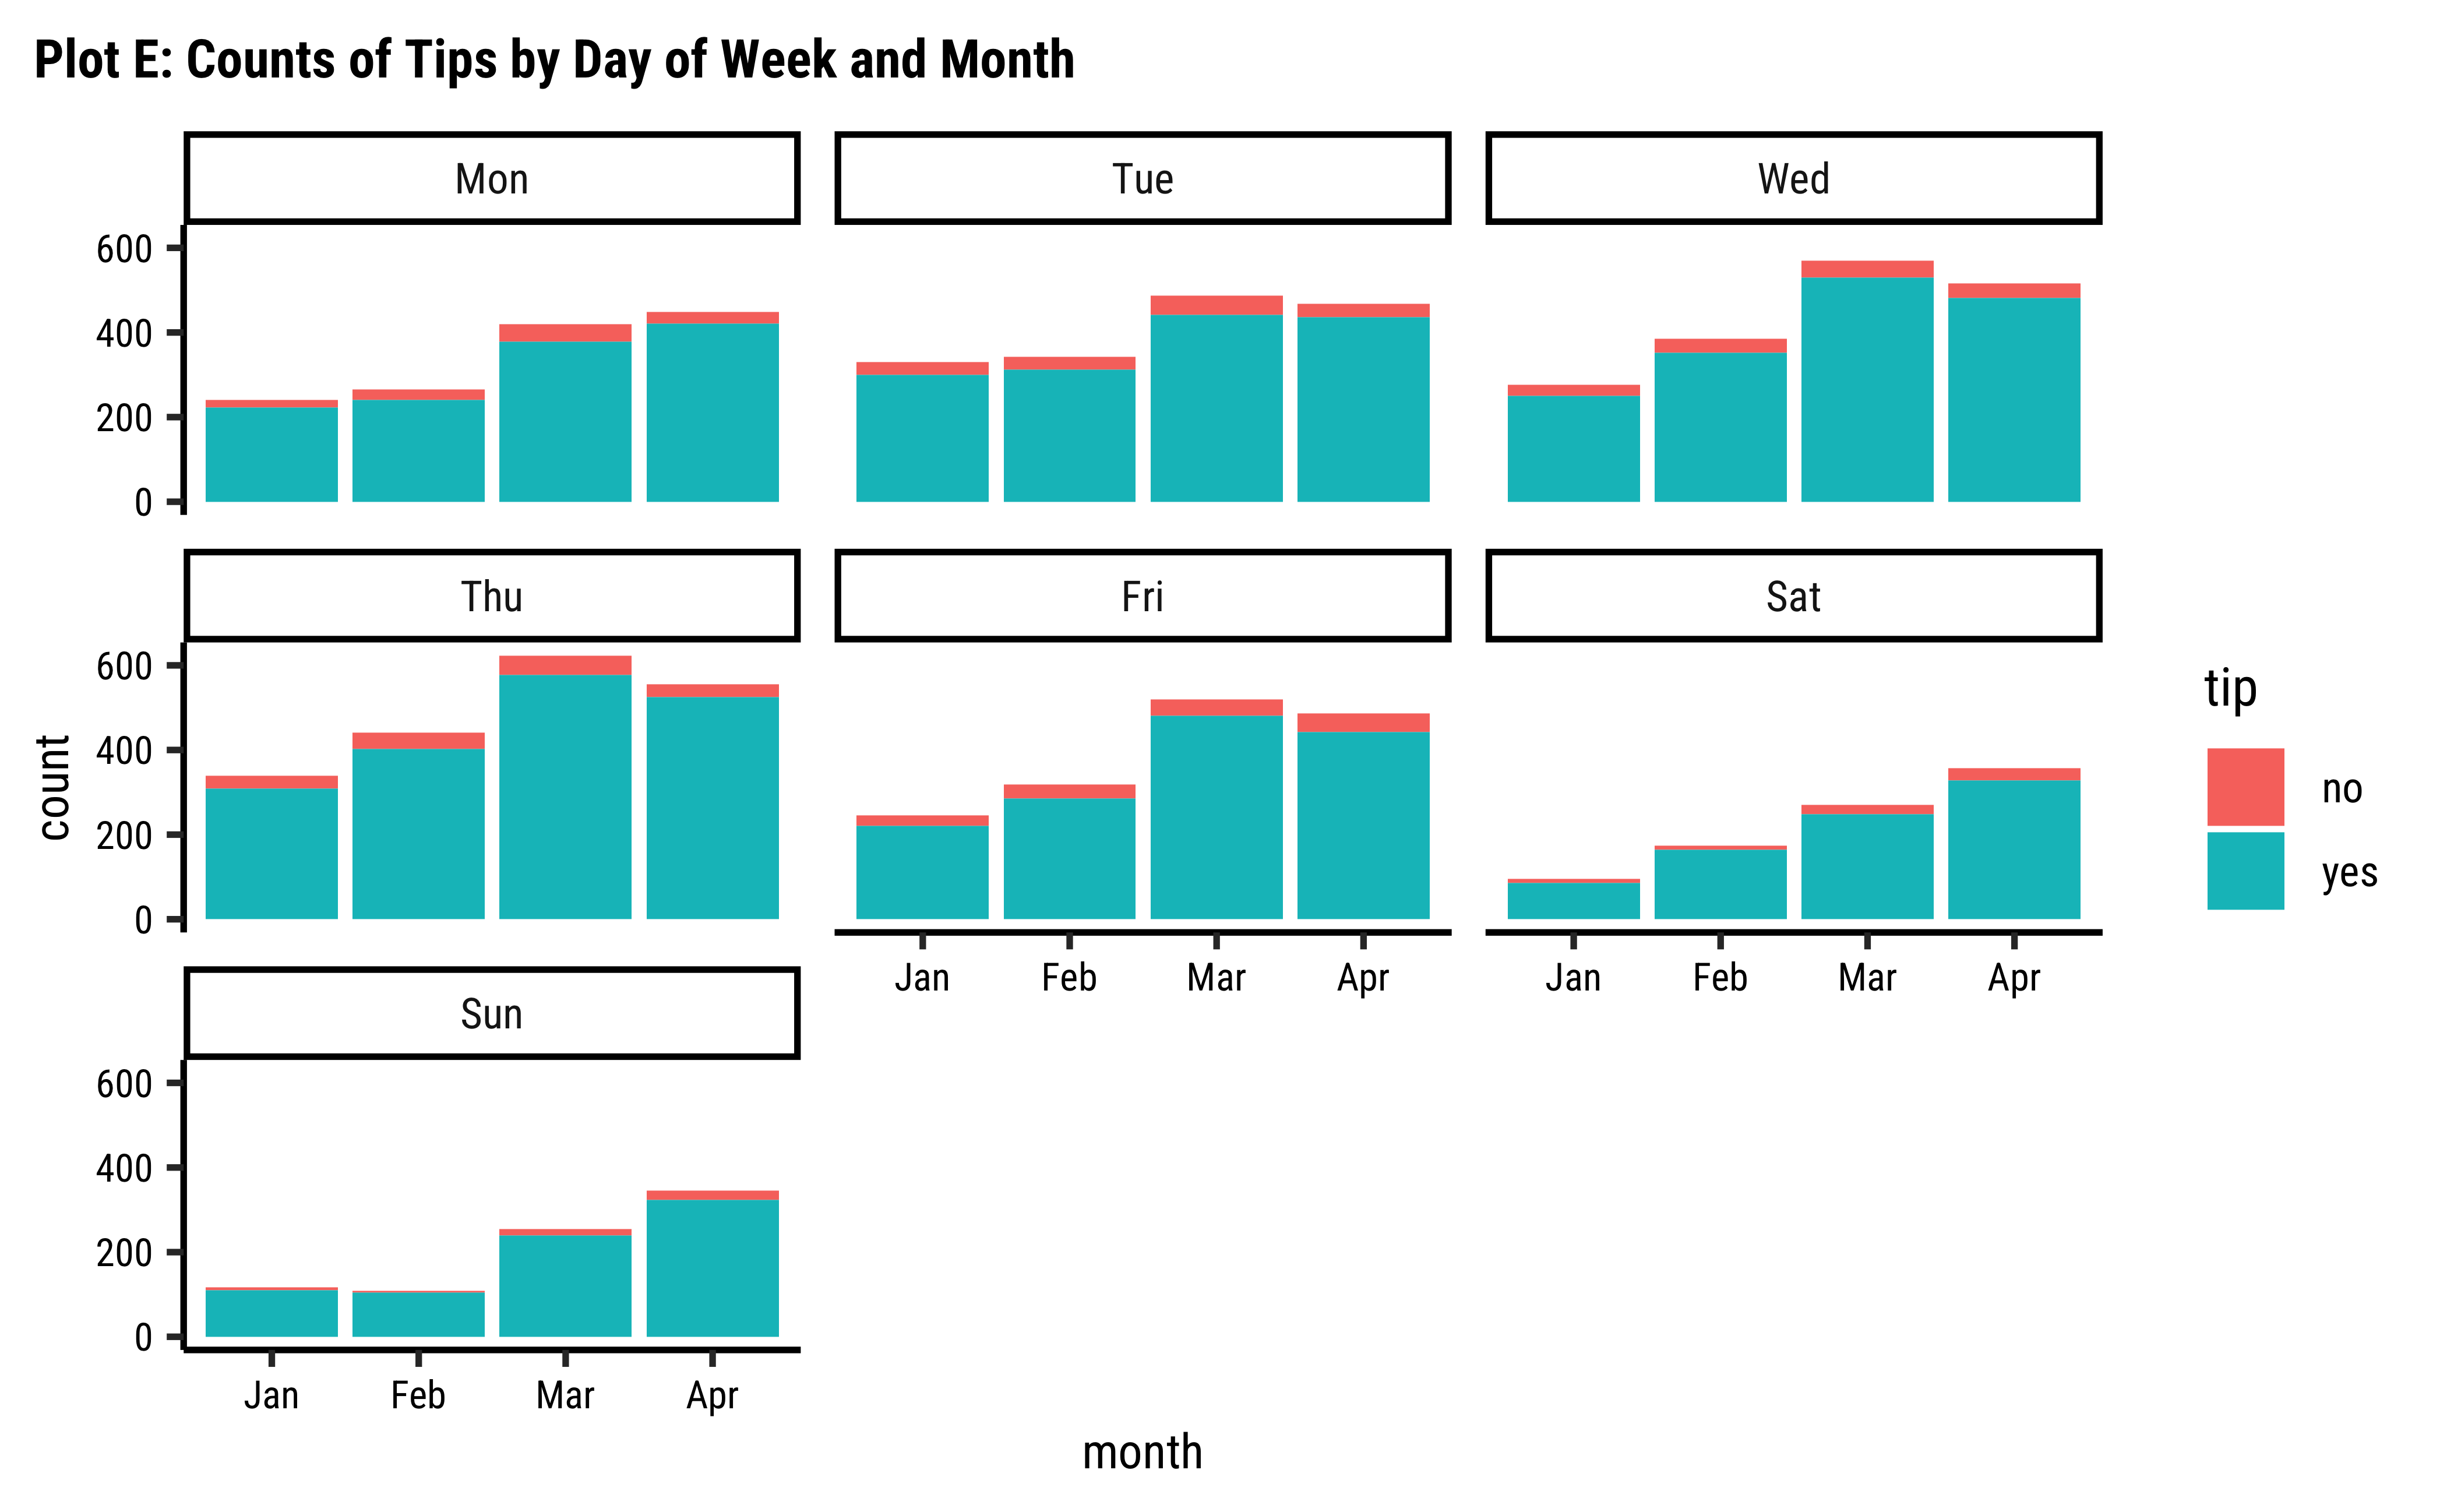 Plot E: Counts of Tips by Day of Week and Month
Mon
Tue
Wed
600
400
200
0
Thu
Fri
Sat
600
400
200
0
count
Jan Feb Mar Apr
Jan Feb Mar Apr
tip
no
yes
Sun
600
400
200
0
Jan Feb Mar Apr
month